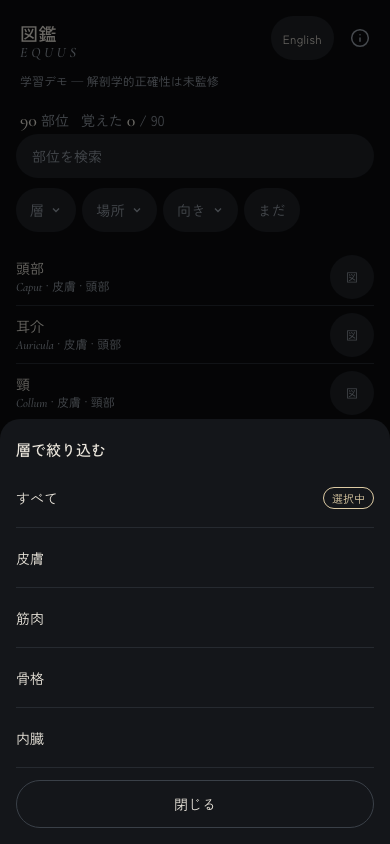 図鑑
EQUUS
English
学習デモ — 解剖学的正確性は未監修
90 部位 覚えた 0 / 90
部位を検索
層 場所 向き まだ
頭部
Caput · 皮膚 · 頭部
図
耳介
Auricula · 皮膚 · 頭部
図
頸
Collum · 皮膚 · 頸部
図
層で絞り込む
すべて 選択中
皮膚
筋肉
骨格
内臓
閉じる